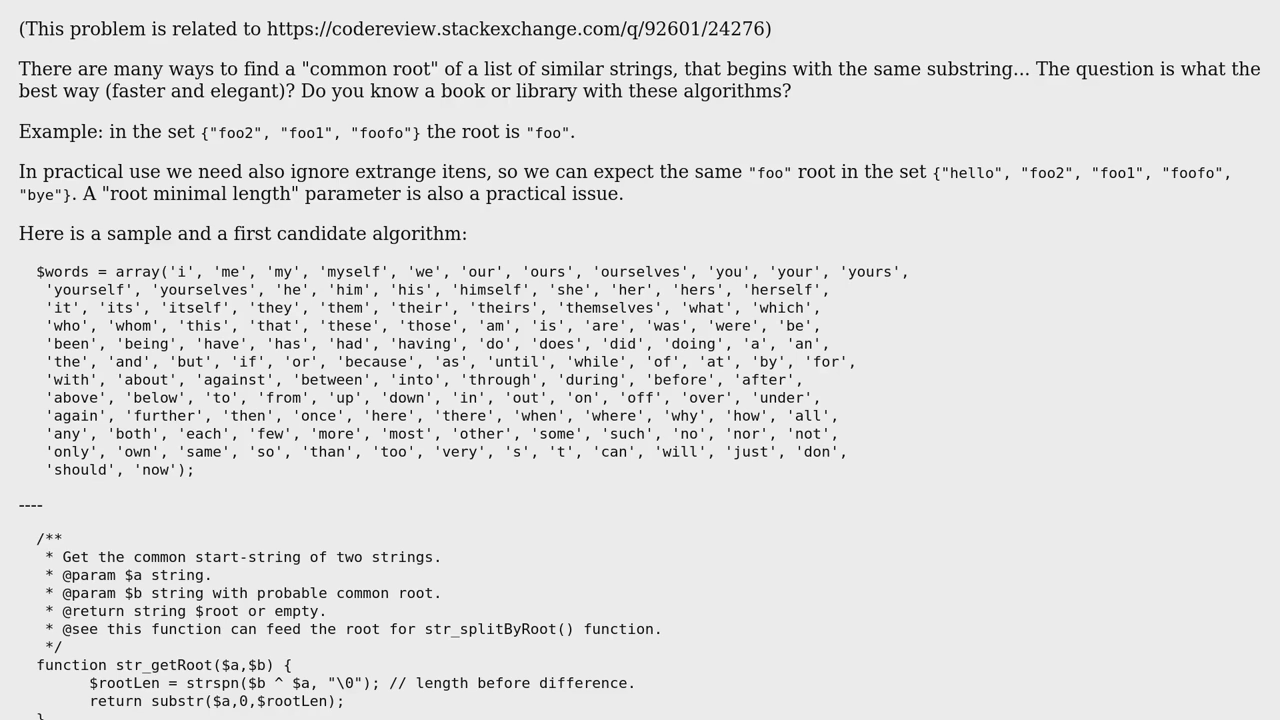 (This problem is related to https://codereview.stackexchange.com/q/92601/24276)
There are many ways to find a "common root" of a list of similar strings, that begins with the same substring... The question is what the
best way (faster and elegant)? Do you know a book or library with these algorithms?
Example: in the set {"foo2", "foo1", "foofo"} the root is "foo".
In practical use we need also ignore extrange itens, so we can expect the same "foo" root in the set {"hello", "foo2", "foo1", "foofo",
"bye"}. A "root minimal length" parameter is also a practical issue.
Here is a sample and a first candidate algorithm:
$words = array('i', 'me', 'my', 'myself', 'we', 'our', 'ours', 'ourselves', 'you', 'your', 'yours',
'yourself', 'yourselves', 'he', 'him', 'his', 'himself', 'she', 'her', 'hers', 'herself',
'it', 'its', 'itself', 'they', 'them', 'their', 'theirs', 'themselves', 'what', 'which',
'who', 'whom', 'this', 'that', 'these', 'those', 'am', 'is', 'are', 'was', 'were', 'be',
'been', 'being', 'have', 'has', 'had', 'having', 'do', 'does', 'did', 'doing', 'a', 'an',
'the', 'and', 'but', 'if', 'or', 'because', 'as', 'until', 'while', 'of', 'at', 'by', 'for',
'with', 'about', 'against', 'between', 'into', 'through', 'during', 'before', 'after',
'above', 'below', 'to', 'from', 'up', 'down', 'in', 'out', 'on', 'off', 'over', 'under',
'again', 'further', 'then', 'once', 'here', 'there', 'when', 'where', 'why', 'how', 'all',
'any', 'both', 'each', 'few', 'more', 'most', 'other', 'some', 'such', 'no', 'nor', 'not',
'only', 'own', 'same', 'so', 'than', 'too', 'very', 's', 't', 'can', 'will', 'just', 'don',
'should', 'now');
----
/**
* Get the common start-string of two strings.
* @param $a string.
* @param $b string with probable common root.
* @return string $root or empty.
* @see this function can feed the root for str_splitByRoot() function.
*/
function str_getRoot($a,$b) {
$rootLen = strspn($b ^ $a, "\0"); // length before difference.
return substr($a,0,$rootLen);
}